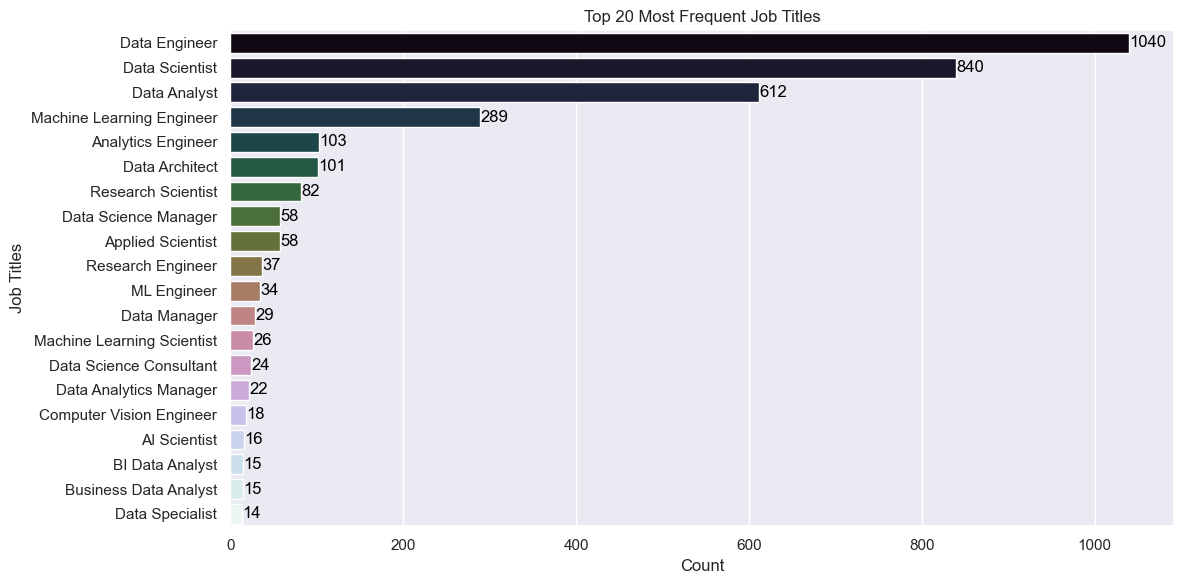 Top 20 Most Frequent Job Titles
Job Titles
Data Engineer 1040
Data Scientist 840
Data Analyst 612
Machine Learning Engineer 289
Analytics Engineer 103
Data Architect 101
Research Scientist 82
Data Science Manager 58
Applied Scientist 58
Research Engineer 37
ML Engineer 34
Data Manager 29
Machine Learning Scientist 26
Data Science Consultant 24
Data Analytics Manager 22
Computer Vision Engineer 18
AI Scientist 16
BI Data Analyst 15
Business Data Analyst 15
Data Specialist 14
0 200 400 600 800 1000
Count